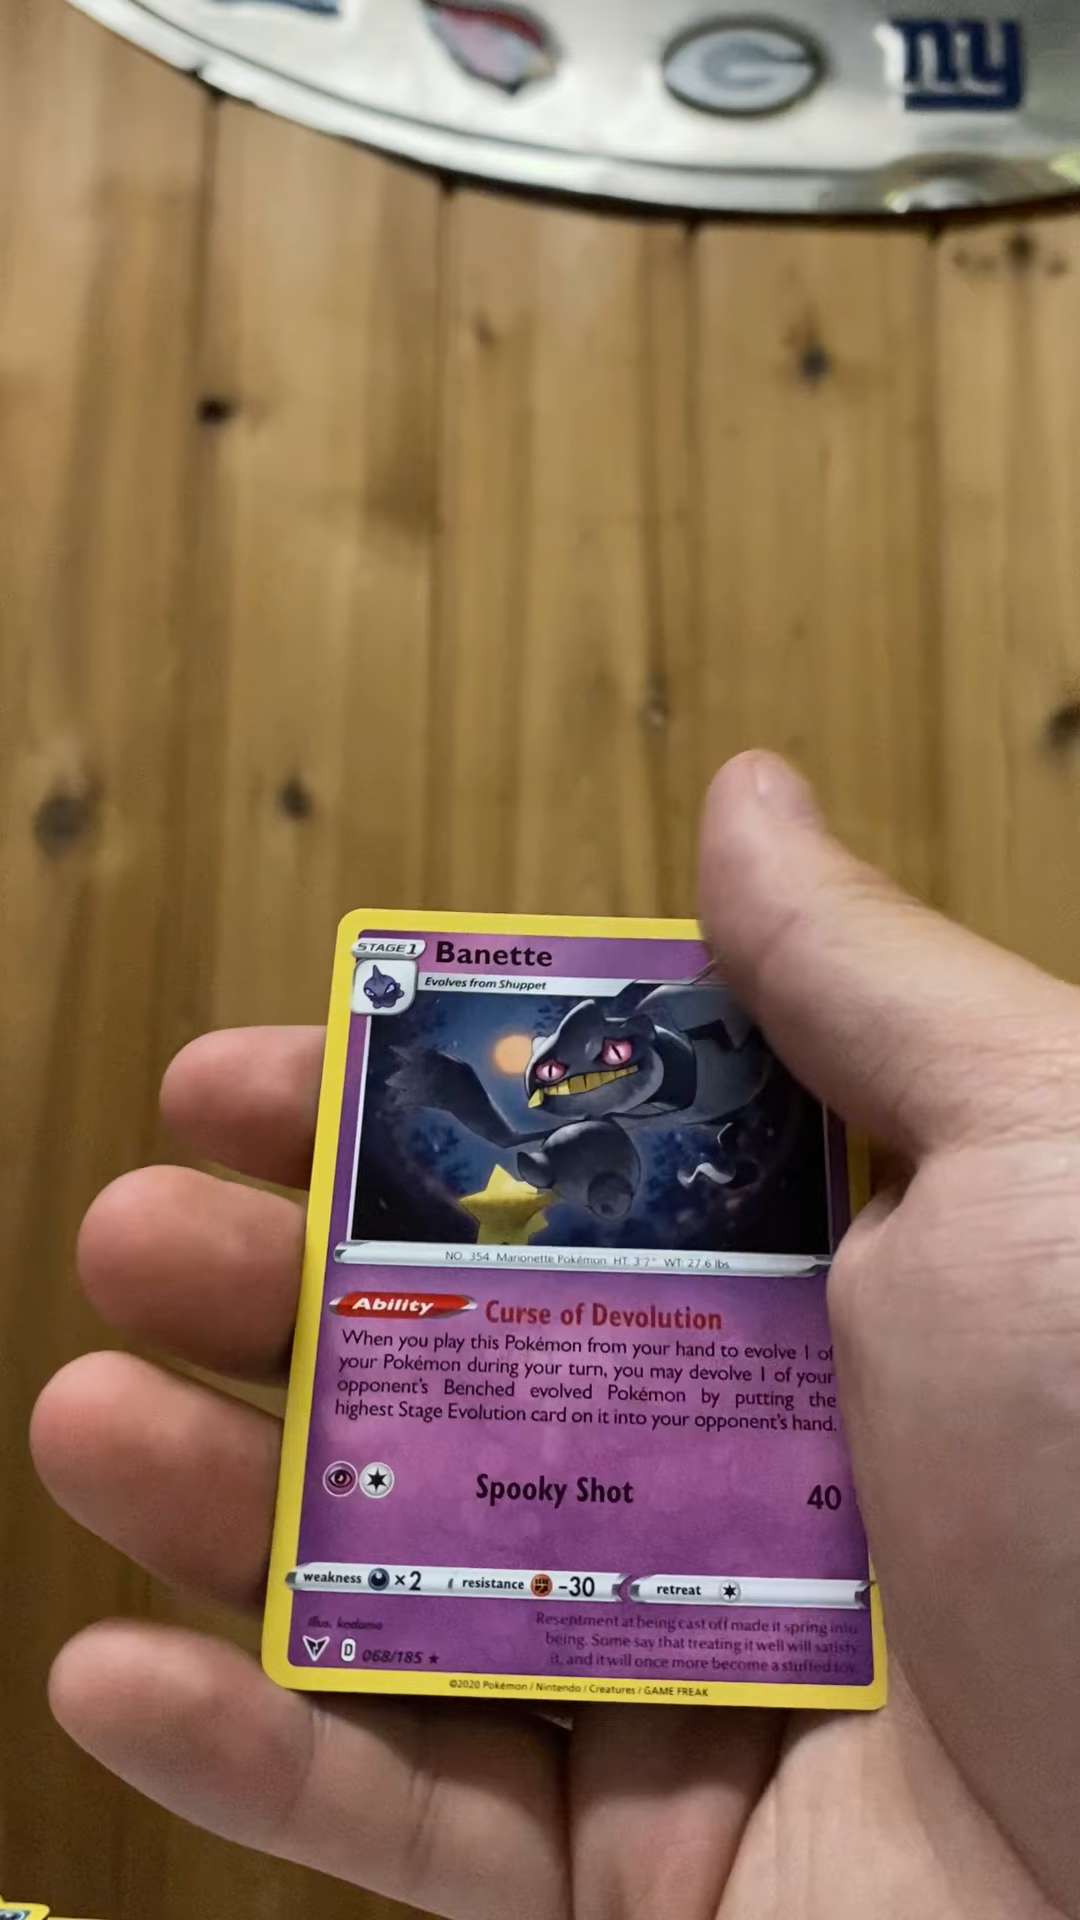 ny
STAGE 1 Banette
Evolves from Shuppet
NO. 354 Marionette Pokémon HT: 3'7" WT: 27.6 lbs.
Ability Curse of Devolution
When you play this Pokémon from your hand to evolve 1 of
your Pokémon during your turn, you may devolve 1 of your
opponent's Benched evolved Pokémon by putting the
highest Stage Evolution card on it into your opponent's hand.
Spooky Shot 40
weakness ×2 resistance -30 retreat
Illus. kodama
Resentment at being cast off made it spring into
being. Some say that treating it well will satisfy
it, and it will once more become a stuffed toy.
D 068/185 ★
©2020 Pokémon / Nintendo / Creatures / GAME FREAK